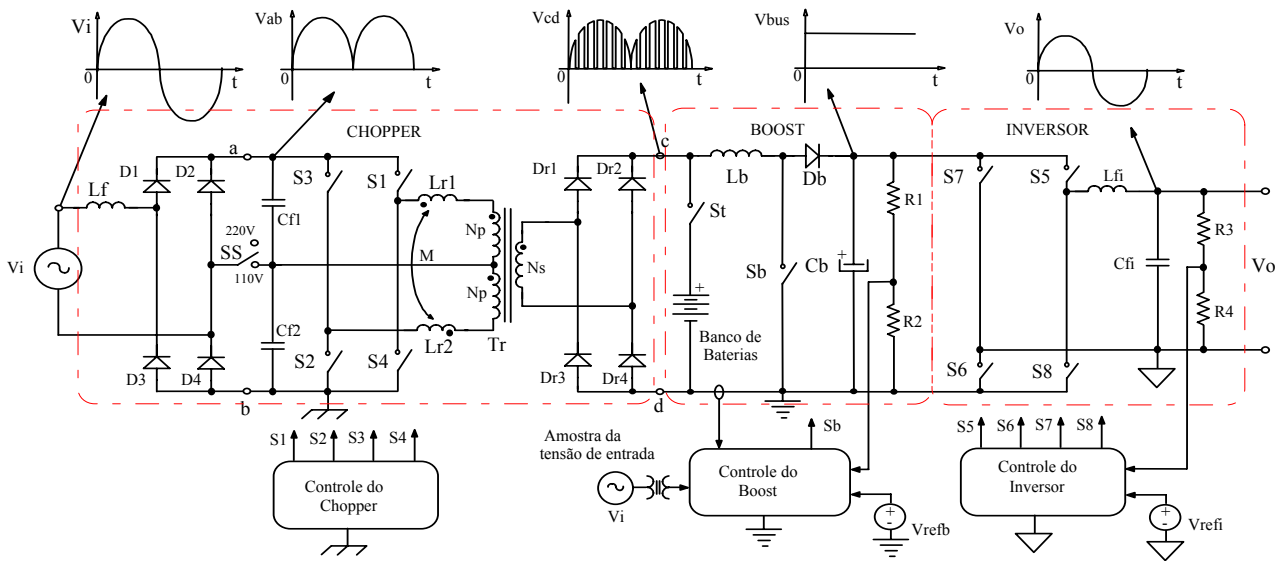 Vi
0
t
Vab
0
t
Vcd
0
t
Vbus
0
t
Vo
0
t
CHOPPER
BOOST
INVERSOR
a
c
D1
D2
Lf
S3
S1
Lr1
Cf1
220V
SS
110V
M
Np
Np
Ns
Vi
Cf2
S2
S4
Lr2
Tr
D3
D4
b
Dr1
Dr2
Dr3
Dr4
d
Lb
Db
St
Sb
+
Cb
+
R1
R2
Banco de
Baterias
S7
S5
Lfi
S6
S8
Cfi
R3
R4
Vo
S1
S2
S3
S4
Controle do
Chopper
Amostra da
tensão de entrada
Vi
Sb
Controle do
Boost
+
-
Vrefb
S5
S6
S7
S8
Controle do
Inversor
+
-
Vrefi